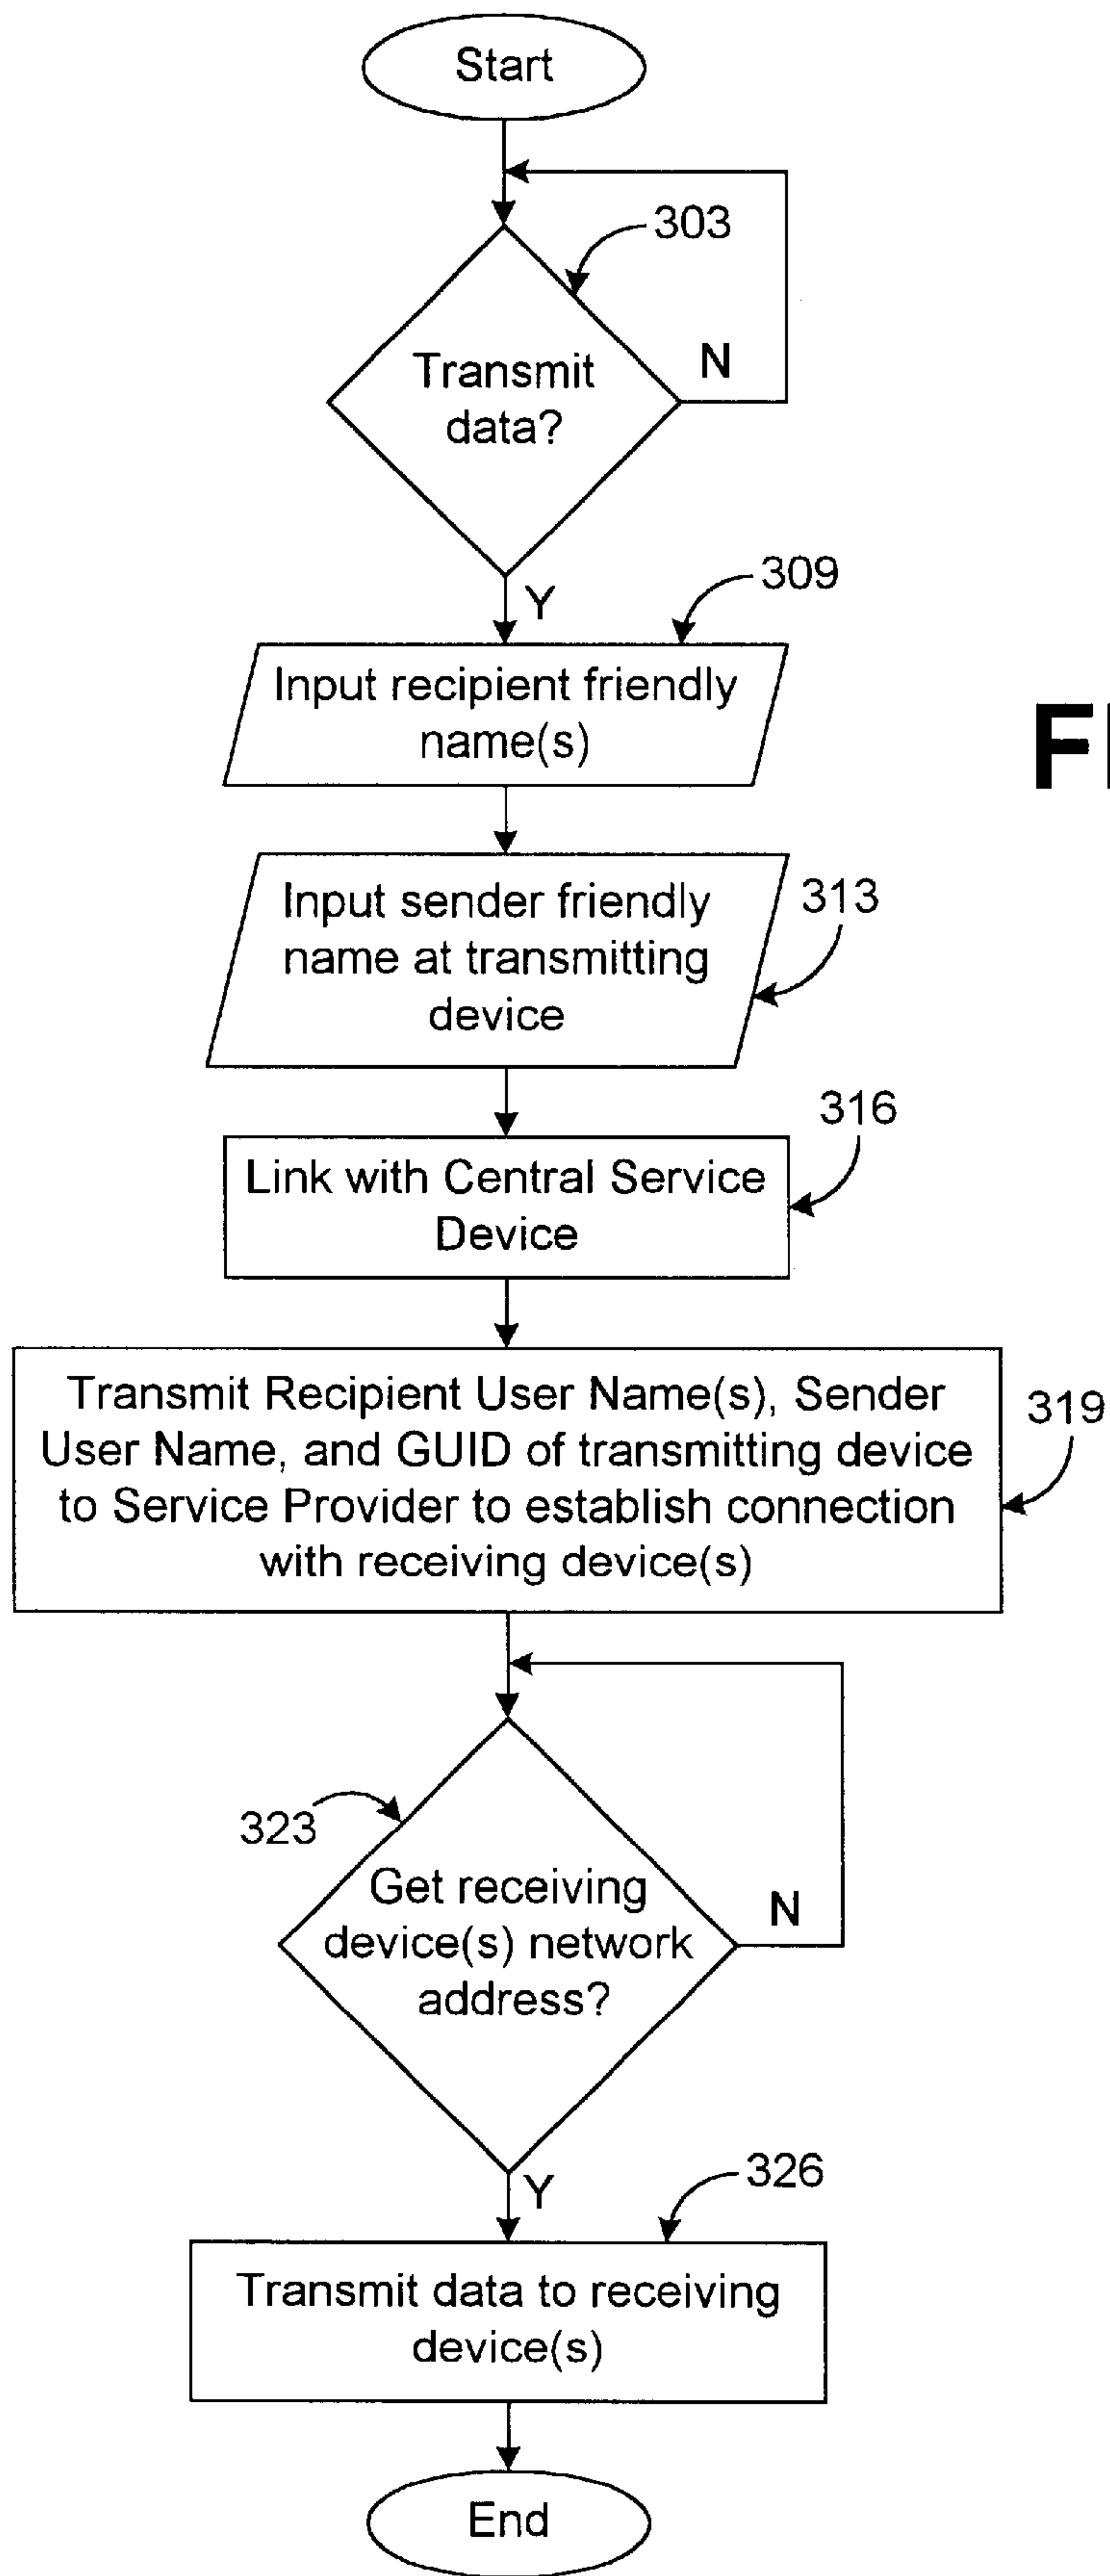 Start
303
Transmit
data?
N
Y
309
Input recipient friendly
name(s)
Input sender friendly
name at transmitting
device
313
316
Link with Central Service
Device
Transmit Recipient User Name(s), Sender
User Name, and GUID of transmitting device
to Service Provider to establish connection
with receiving device(s)
319
323
Get receiving
device(s) network
address?
N
Y
326
Transmit data to receiving
device(s)
End